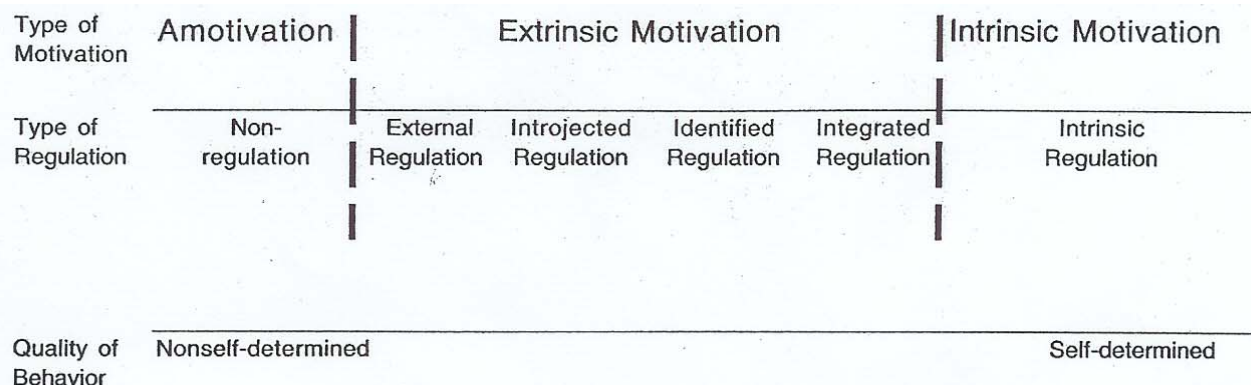 Type of Motivation Amotivation Extrinsic Motivation Intrinsic Motivation
Type of Regulation Non-regulation External Regulation Introjected Regulation Identified Regulation Integrated Regulation Intrinsic Regulation
Quality of Behavior Nonself-determined Self-determined